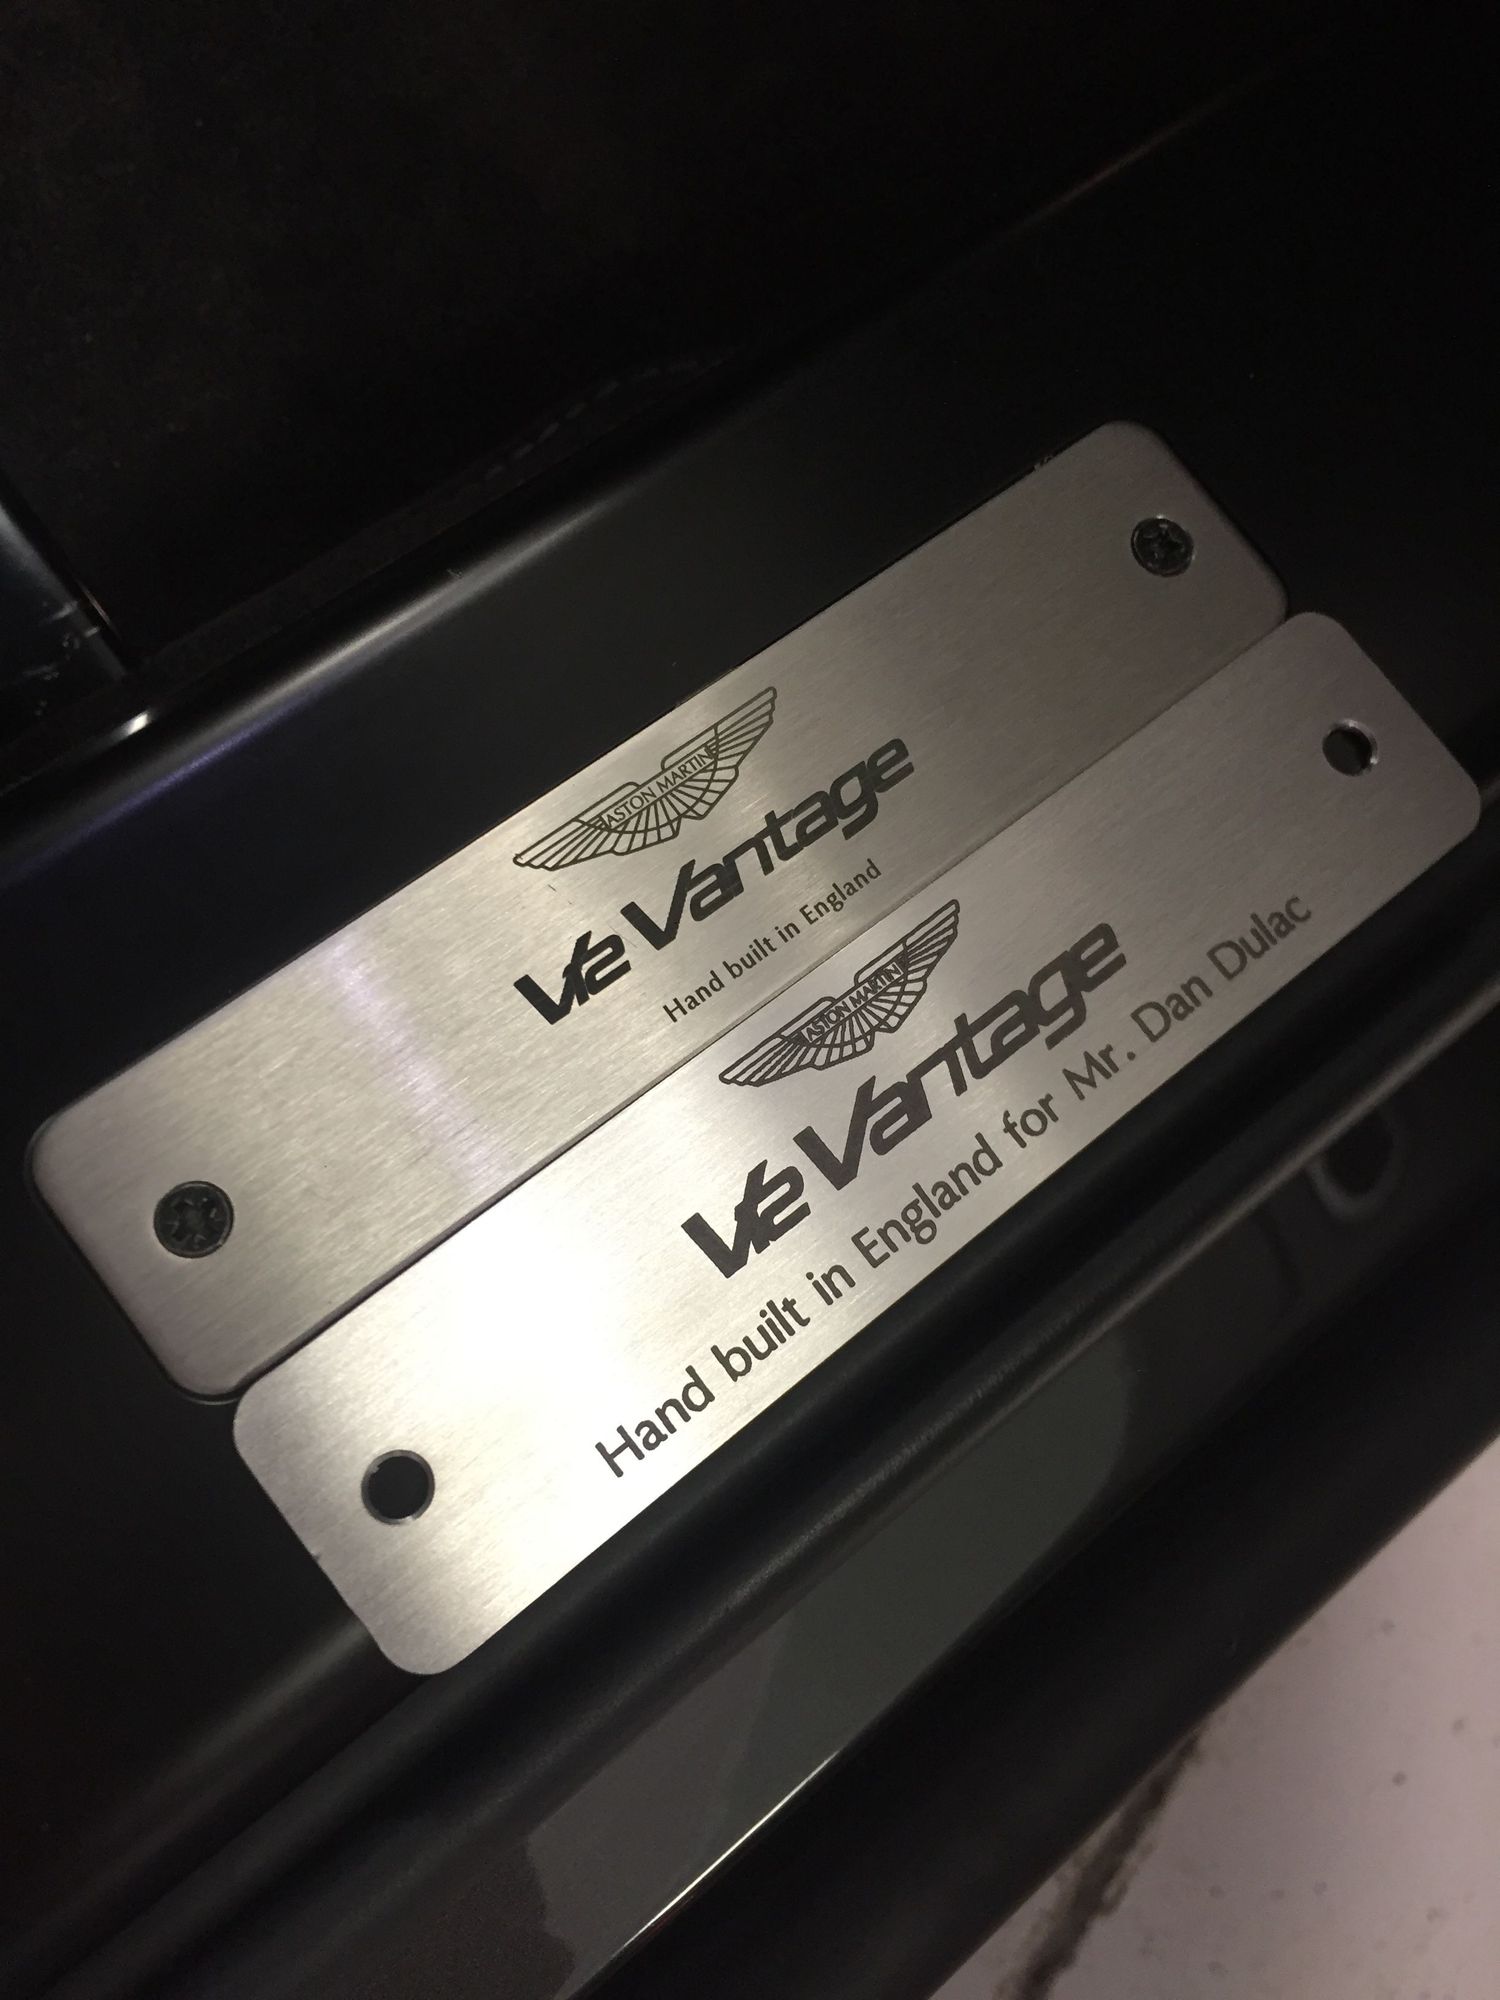 ASTON MARTIN
V12 Vantage
Hand built in England
ASTON MARTIN
V12 Vantage
Hand built in England for Mr. Dan Dulac